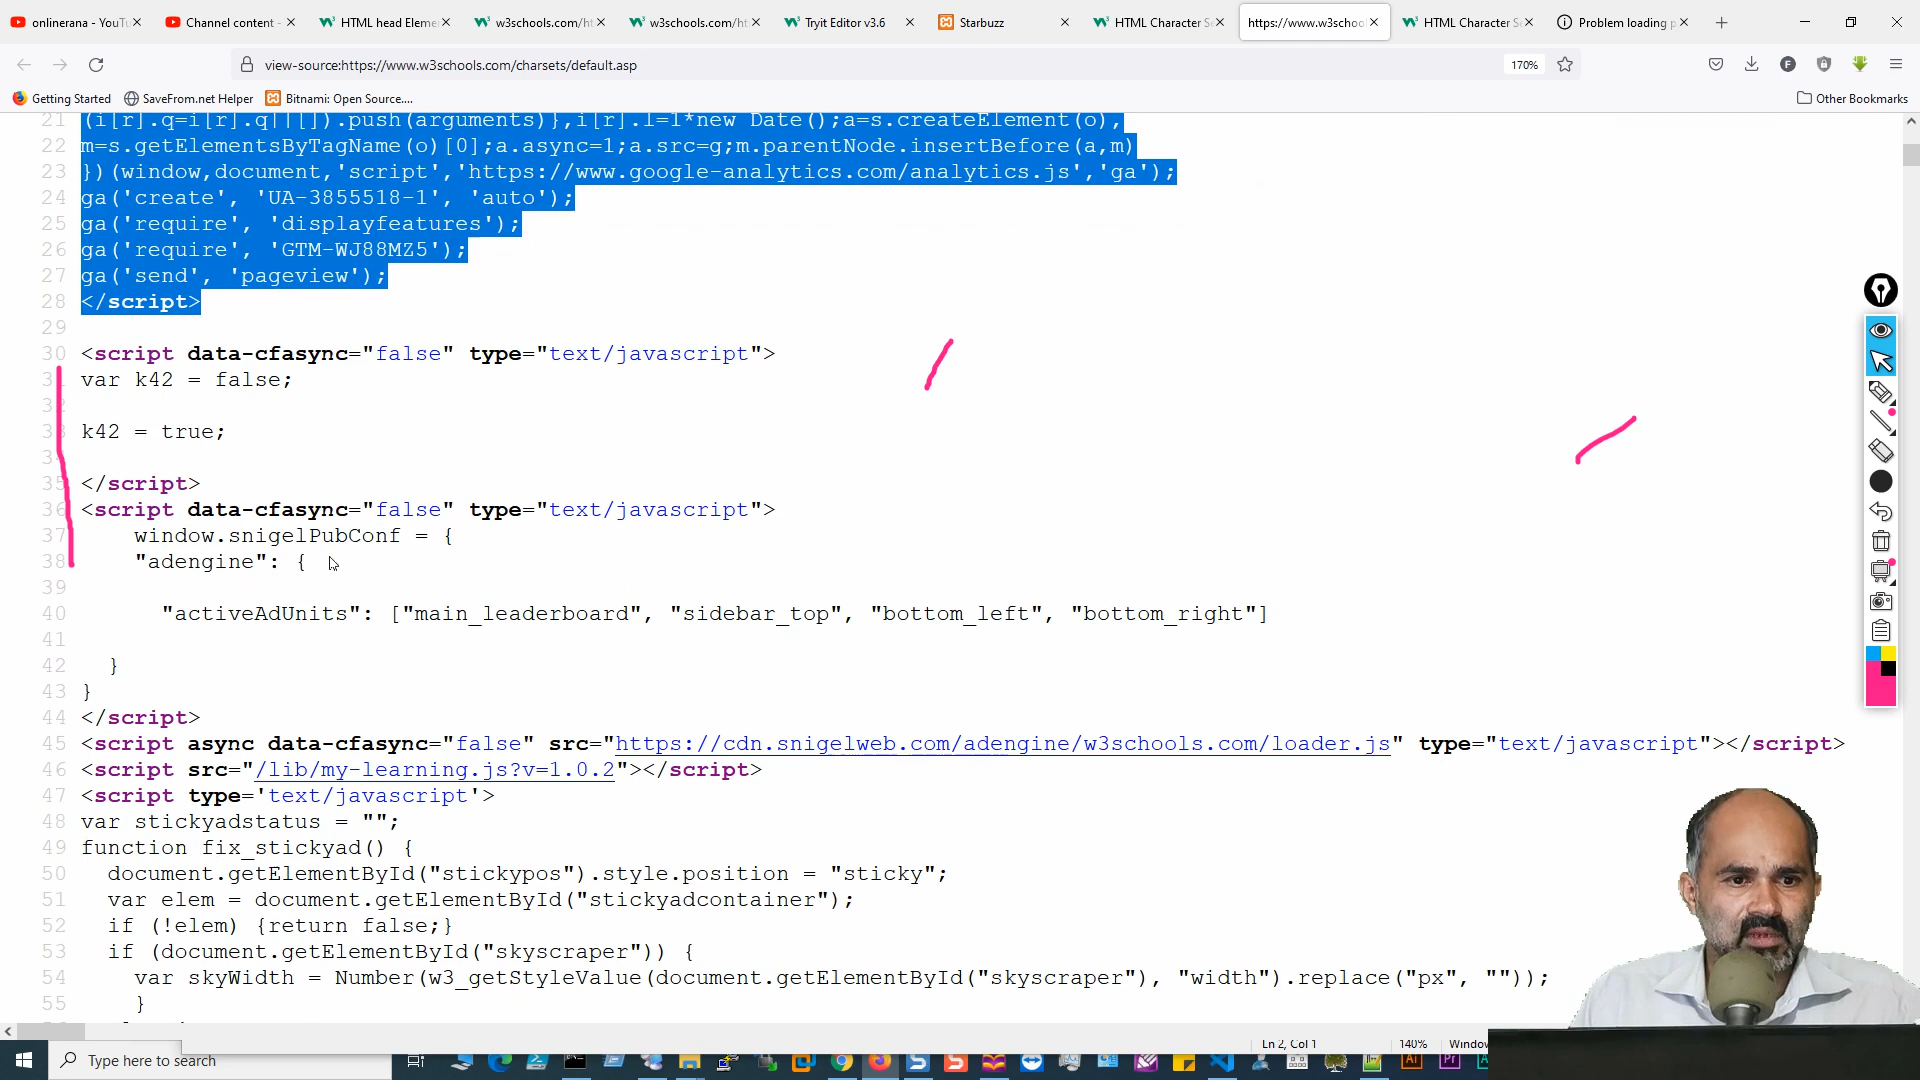 onlinerana - YouTu
Channel content -
HTML head Eleme
w3schools.com/ht
w3schools.com/ht
Tryit Editor v3.6
Starbuzz
HTML Character Se
https://www.w3schoo
HTML Character Se
Problem loading p
view-source:https://www.w3schools.com/charsets/default.asp
170%
Getting Started
SaveFrom.net Helper
Bitnami: Open Source....
Other Bookmarks
21 (i[r].q=i[r].q||[]).push(arguments)},i[r].l=1*new Date();a=s.createElement(o),
22 m=s.getElementsByTagName(o)[0];a.async=1;a.src=g;m.parentNode.insertBefore(a,m)
23 })(window,document,'script','https://www.google-analytics.com/analytics.js','ga');
24 ga('create', 'UA-3855518-1', 'auto');
25 ga('require', 'displayfeatures');
26 ga('require', 'GTM-WJ88MZ5');
27 ga('send', 'pageview');
28 </script>
29
30 <script data-cfasync="false" type="text/javascript">
31 var k42 = false;
32
33 k42 = true;
34
35 </script>
36 <script data-cfasync="false" type="text/javascript">
37 window.snigelPubConf = {
38 "adengine": {
39
40 "activeAdUnits": ["main_leaderboard", "sidebar_top", "bottom_left", "bottom_right"]
41
42 }
43 }
44 </script>
45 <script async data-cfasync="false" src="https://cdn.snigelweb.com/adengine/w3schools.com/loader.js" type="text/javascript"></script>
46 <script src="/lib/my-learning.js?v=1.0.2"></script>
47 <script type='text/javascript'>
48 var stickyadstatus = "";
49 function fix_stickyad() {
50 document.getElementById("stickypos").style.position = "sticky";
51 var elem = document.getElementById("stickyadcontainer");
52 if (!elem) {return false;}
53 if (document.getElementById("skyscraper")) {
54 var skyWidth = Number(w3_getStyleValue(document.getElementById("skyscraper"), "width").replace("px", ""));
55 }
Ln 2, Col 1
140%
Window
Type here to search